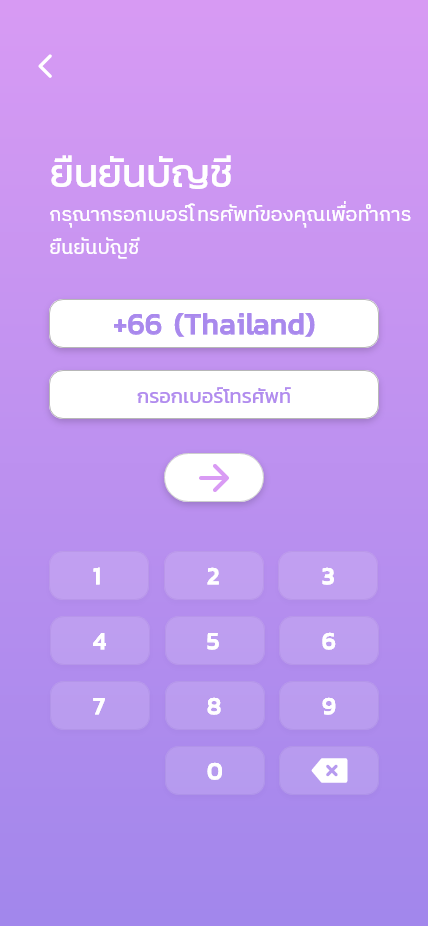 ยืนยันบัญชี
กรุณากรอกเบอร์โทรศัพท์ของคุณเพื่อทำการ
ยืนยันบัญชี
+66 (Thailand)
กรอกเบอร์โทรศัพท์
1 2 3
4 5 6
7 8 9
0